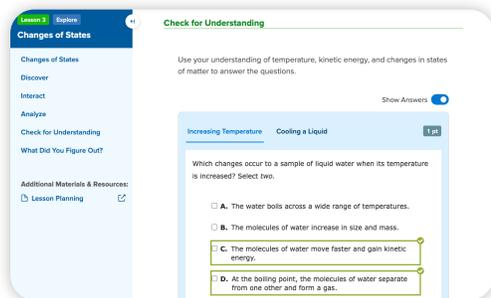 Lesson 3 Explore
Changes of States
Changes of States
Discover
Interact
Analyze
Check for Understanding
What Did You Figure Out?
Additional Materials & Resources:
Lesson Planning
Check for Understanding
Use your understanding of temperature, kinetic energy, and changes in states
of matter to answer the questions.
Show Answers
Increasing Temperature Cooling a Liquid 1 pt
Which changes occur to a sample of liquid water when its temperature
is increased? Select two.
A. The water boils across a wide range of temperatures.
B. The molecules of water increase in size and mass.
C. The molecules of water move faster and gain kinetic
energy.
D. At the boiling point, the molecules of water separate
from one other and form a gas.